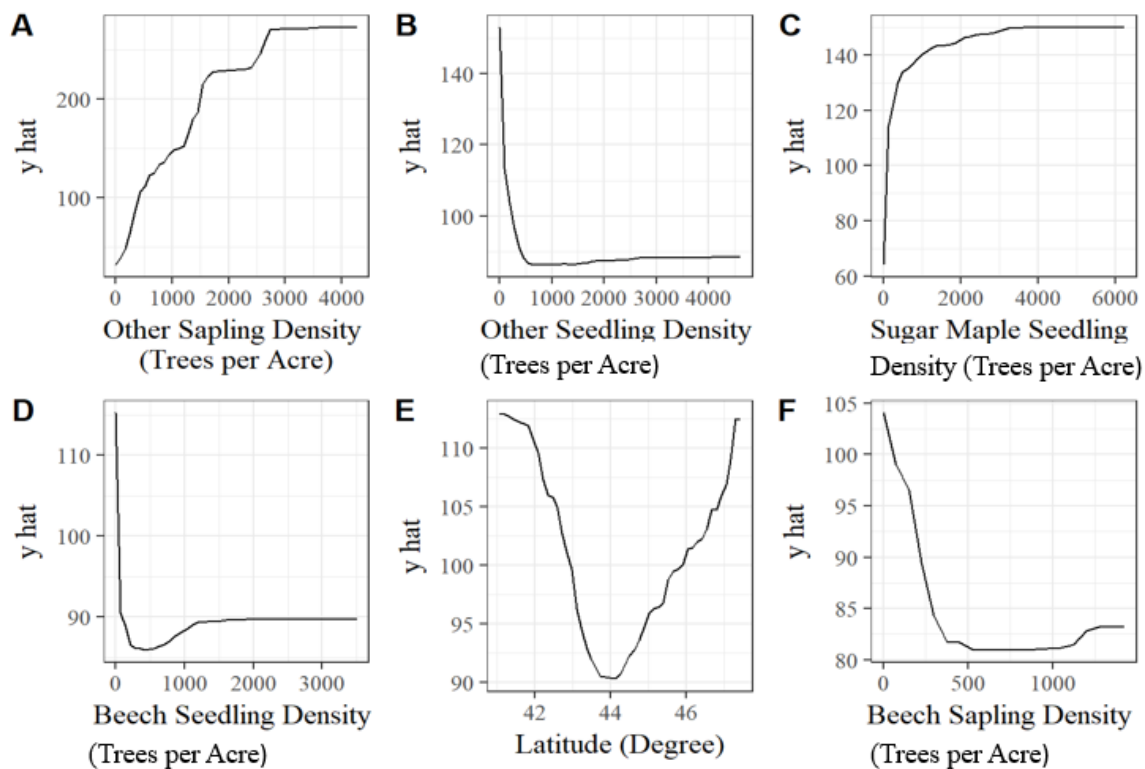 A
y hat
200
100
0 1000 2000 3000 4000
Other Sapling Density
(Trees per Acre)
B
y hat
140
120
100
0 1000 2000 3000 4000
Other Seedling Density
(Trees per Acre)
C
y hat
140
120
100
80
60
0 2000 4000 6000
Sugar Maple Seedling
Density (Trees per Acre)
D
y hat
110
100
90
0 1000 2000 3000
Beech Seedling Density
(Trees per Acre)
E
y hat
110
105
100
95
90
42 44 46
Latitude (Degree)
F
y hat
105
100
95
90
85
80
0 500 1000
Beech Sapling Density
(Trees per Acre)